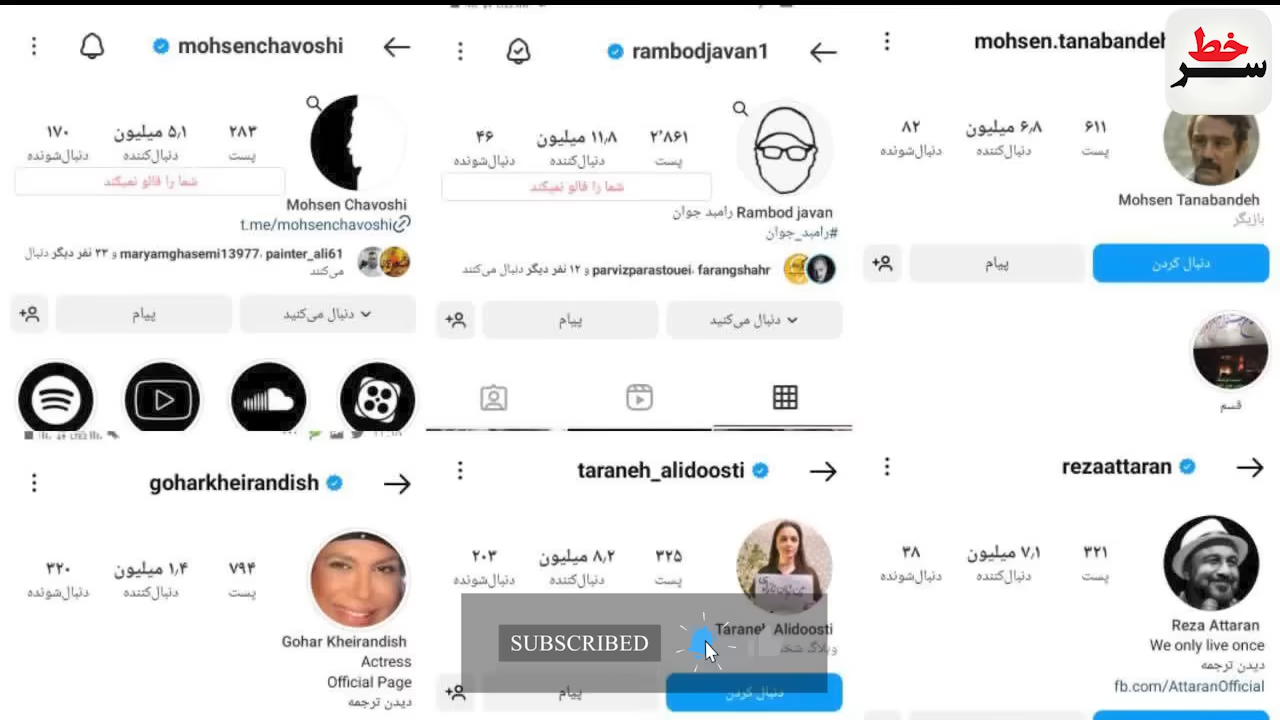 mohsenchavoshi
۲۸۳ ۵٫۱ میلیون ۱۷۰
پست دنبال‌کننده دنبال‌شونده
شما را فالو نمیکند
Mohsen Chavoshi
t.me/mohsenchavoshi
painter_ali61، maryamghasemi13977 و ۳۳ نفر دیگر دنبال
می‌کنند
دنبال می‌کنید پیام
rambodjavan1
۲٬۸۶۱ ۱۱٫۸ میلیون ۴۶
پست دنبال‌کننده دنبال‌شونده
شما را فالو نمیکند
Rambod javan رامبد جوان
#رامبد_جوان
farangshahr، parvizparastouei و ۱۲ نفر دیگر دنبال می‌کنند
دنبال می‌کنید پیام
mohsen.tanabandeh
خط
سر
۶۱۱ ۶٫۸ میلیون ۸۲
پست دنبال‌کننده دنبال‌شونده
Mohsen Tanabandeh
بازیگر
دنبال کردن پیام
قسم
goharkheirandish
۷۹۴ ۱٫۴ میلیون ۳۲۰
پست دنبال‌کننده دنبال‌شونده
Gohar Kheirandish
Actress
Official Page
دیدن ترجمه
taraneh_alidoosti
۳۲۵ ۸٫۲ میلیون ۲۰۳
پست دنبال‌کننده دنبال‌شونده
Taraneh Alidoosti
وبلاگ
SUBSCRIBED
دنبال کردن پیام
rezaattaran
۳۲۱ ۷٫۱ میلیون ۳۸
پست دنبال‌کننده دنبال‌شونده
Reza Attaran
We only live once
دیدن ترجمه
fb.com/AttaranOfficial